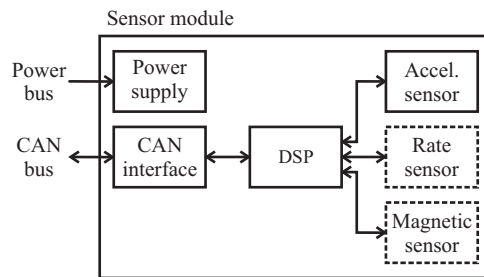 Sensor module
Power
bus
Power
supply
Accel.
sensor
CAN
bus
CAN
interface
DSP
Rate
sensor
Magnetic
sensor